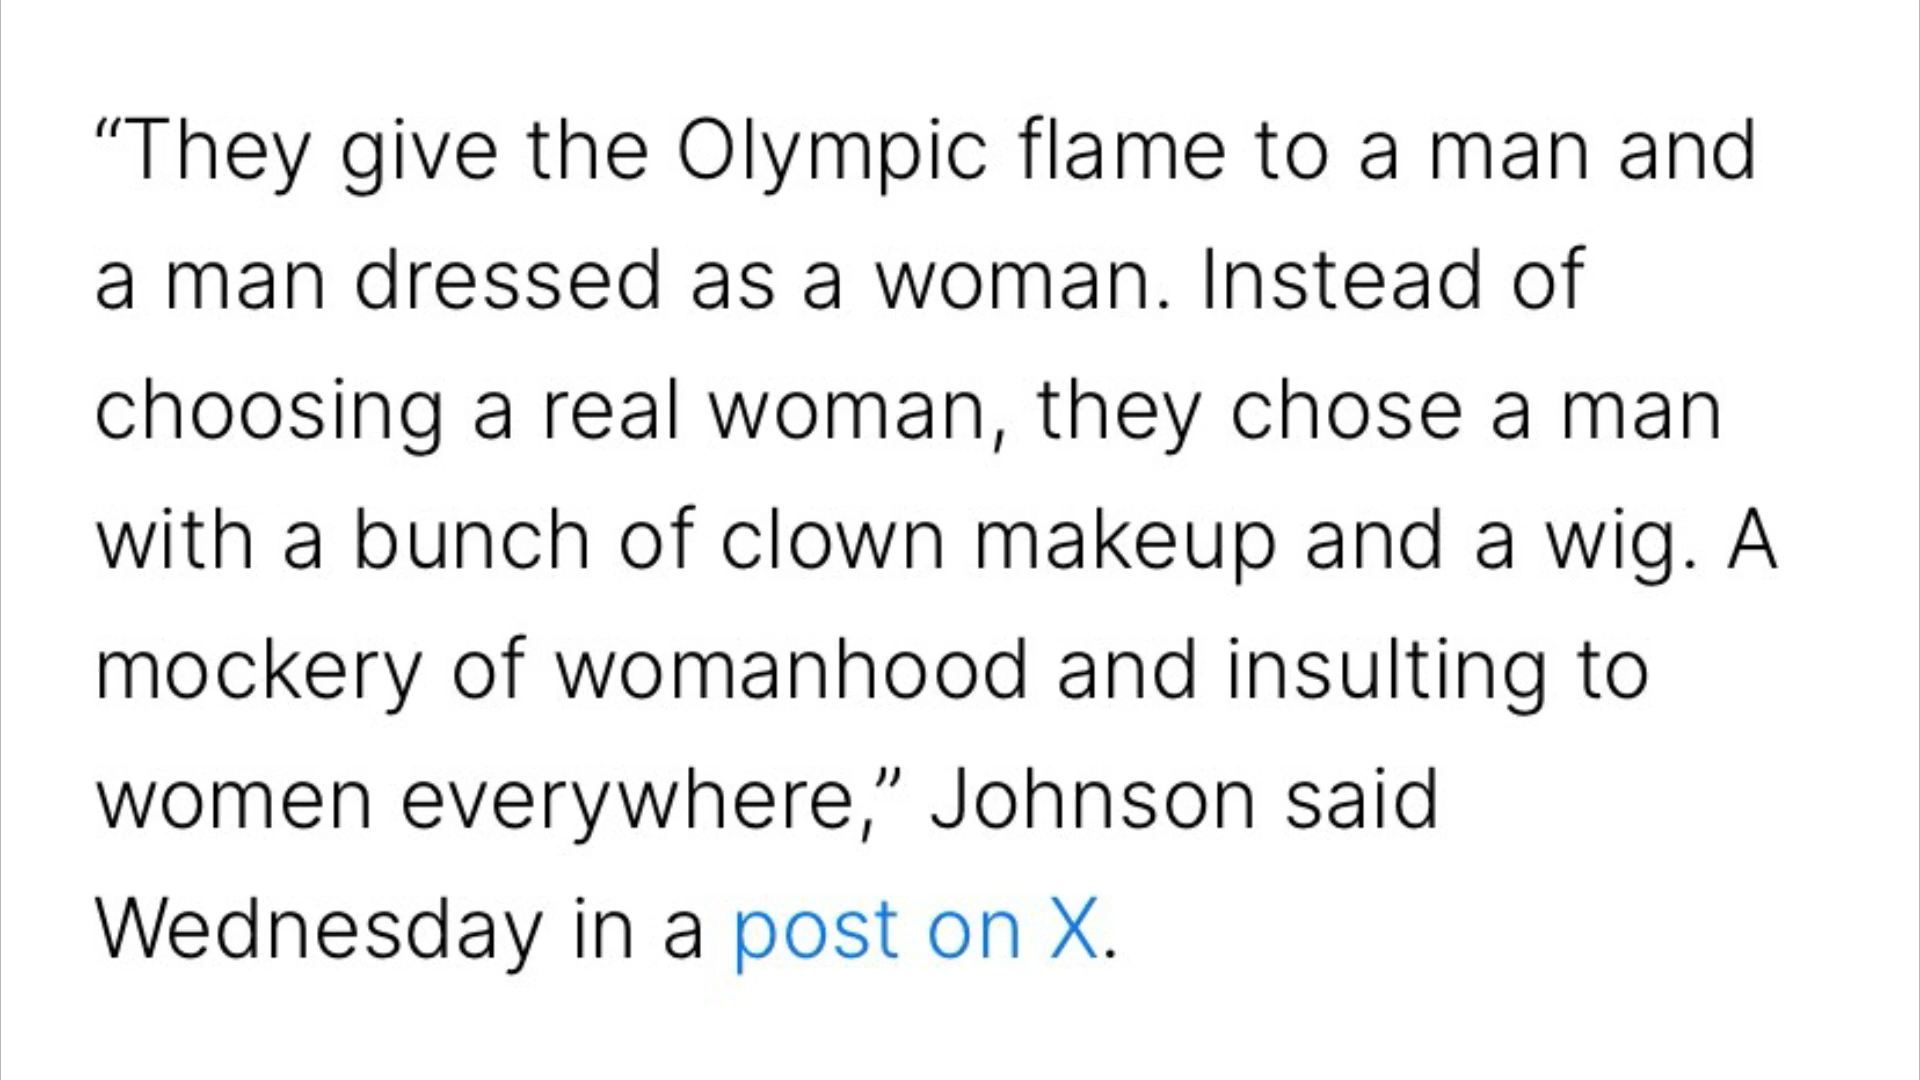 “They give the Olympic flame to a man and
a man dressed as a woman. Instead of
choosing a real woman, they chose a man
with a bunch of clown makeup and a wig. A
mockery of womanhood and insulting to
women everywhere,” Johnson said
Wednesday in a post on X.